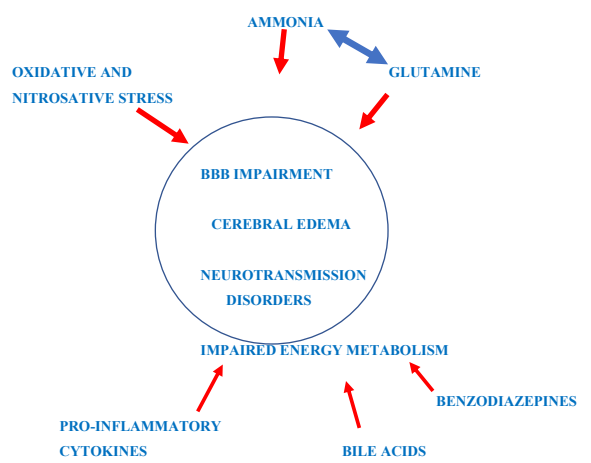 AMMONIA
OXIDATIVE AND
NITROSATIVE STRESS
GLUTAMINE
BBB IMPAIRMENT
CEREBRAL EDEMA
NEUROTRANSMISSION
DISORDERS
IMPAIRED ENERGY METABOLISM
BENZODIAZEPINES
PRO-INFLAMMATORY
CYTOKINES
BILE ACIDS